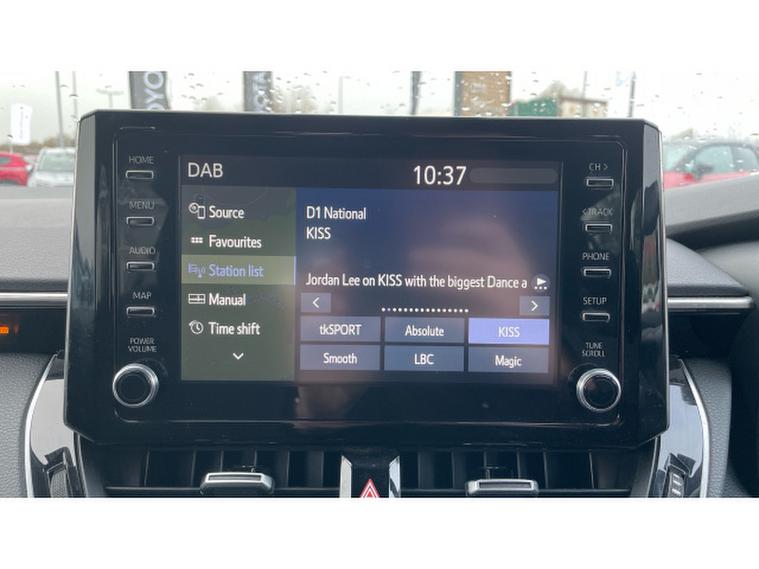 TOYO
TOYOTA
HOME
MENU
AUDIO
MAP
POWER
VOLUME
DAB
10:37
Source
Favourites
Station list
Manual
Time shift
D1 National
KISS
Jordan Lee on KISS with the biggest Dance a
tkSPORT
Absolute
KISS
Smooth
LBC
Magic
CH >
< TRACK
PHONE
SETUP
TUNE
SCROLL